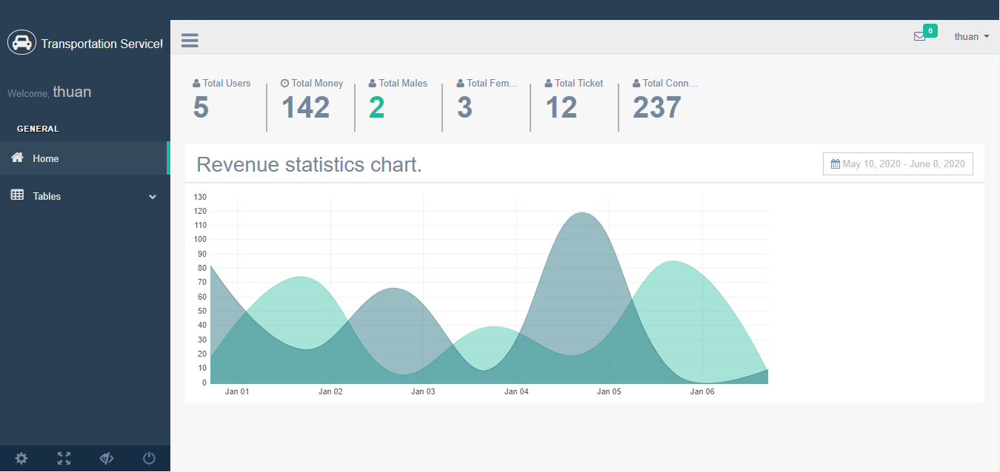 Transportation Service!
6
thuan
Welcome, thuan
GENERAL
Home
Tables
Total Users
5
Total Money
142
Total Males
2
Total Fem...
3
Total Ticket
12
Total Conn...
237
Revenue statistics chart.
May 10, 2020 - June 8, 2020
130
120
110
100
90
80
70
60
50
40
30
20
10
0
Jan 01 Jan 02 Jan 03 Jan 04 Jan 05 Jan 06